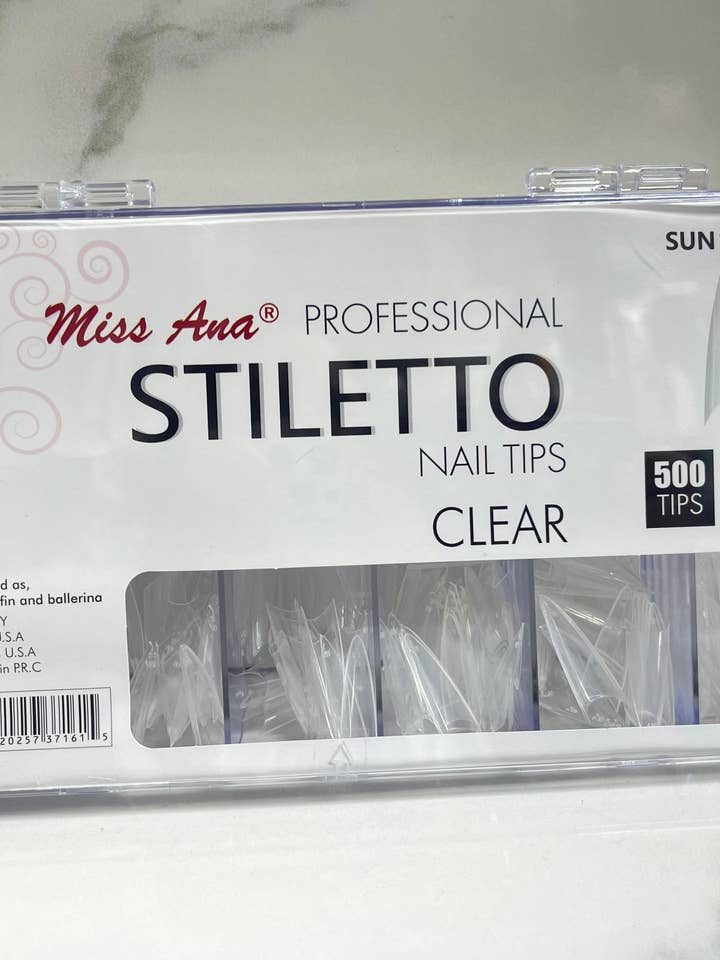 SUN
Miss Ana® PROFESSIONAL
STILETTO
NAIL TIPS
500
TIPS
CLEAR
d as,
fin and ballerina
Y
.S.A
U.S.A
in P.R.C
20257 37161 5